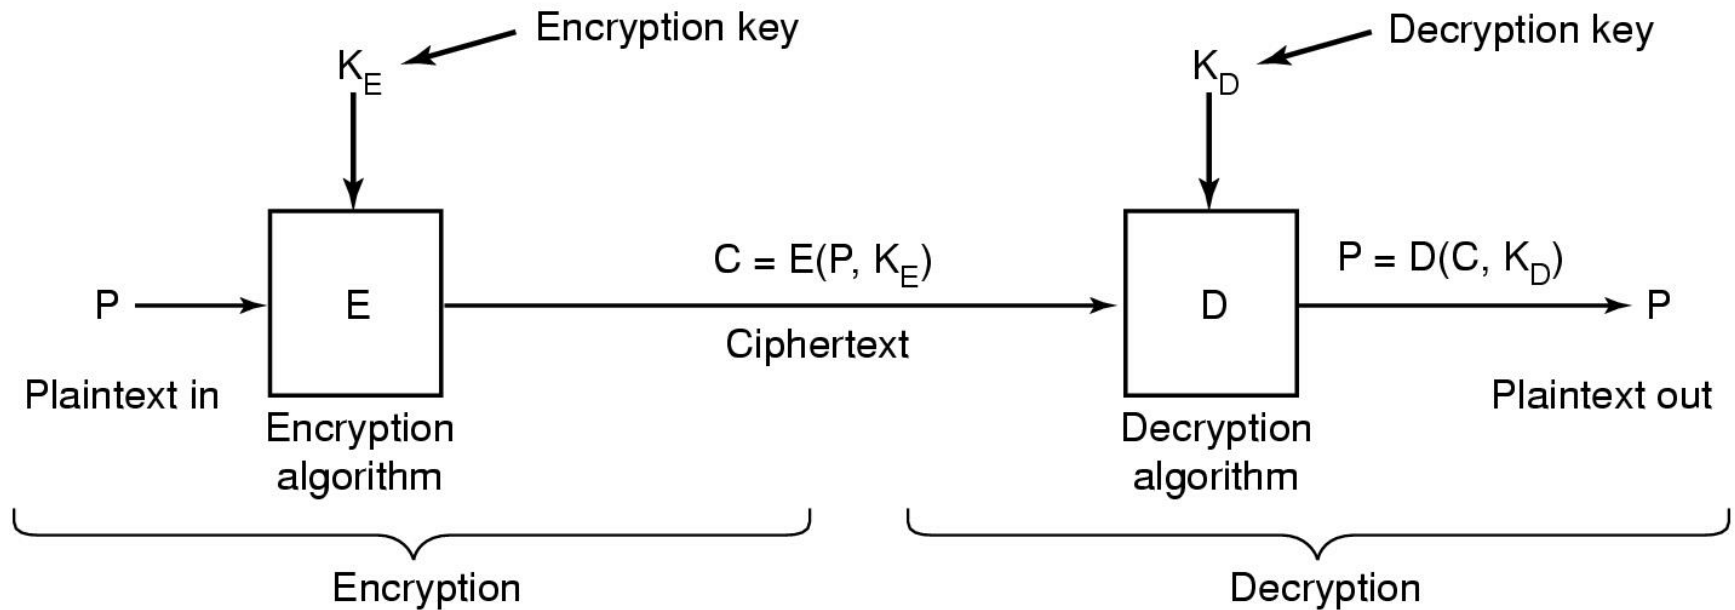 Encryption key
Decryption key
K_E
K_D
C = E(P, K_E)
P = D(C, K_D)
P
E
D
P
Ciphertext
Plaintext in
Plaintext out
Encryption
algorithm
Decryption
algorithm
Encryption
Decryption